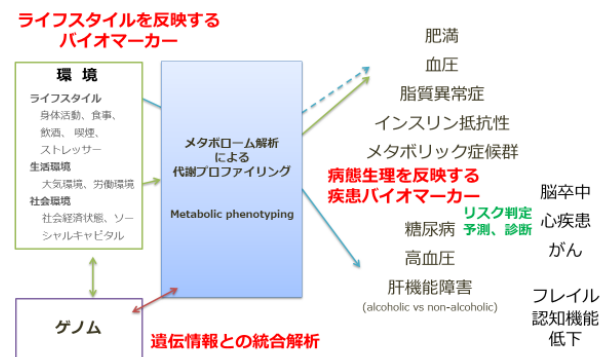 ライフスタイルを反映する
バイオマーカー
環 境
ライフスタイル
身体活動、食事、
飲酒、 喫煙、
ストレッサー
生活環境
大気環境、労働環境
社会環境
社会経済状態、ソー
シャルキャピタル
ゲノム
メタボローム解析
による
代謝プロファイリング
Metabolic phenotyping
遺伝情報との統合解析
肥満
血圧
脂質異常症
インスリン抵抗性
メタボリック症候群
病態生理を反映する
疾患バイオマーカー
糖尿病
高血圧
肝機能障害
(alcoholic vs non-alcoholic)
リスク判定
予測、診断
脳卒中
心疾患
がん
フレイル
認知機能
低下